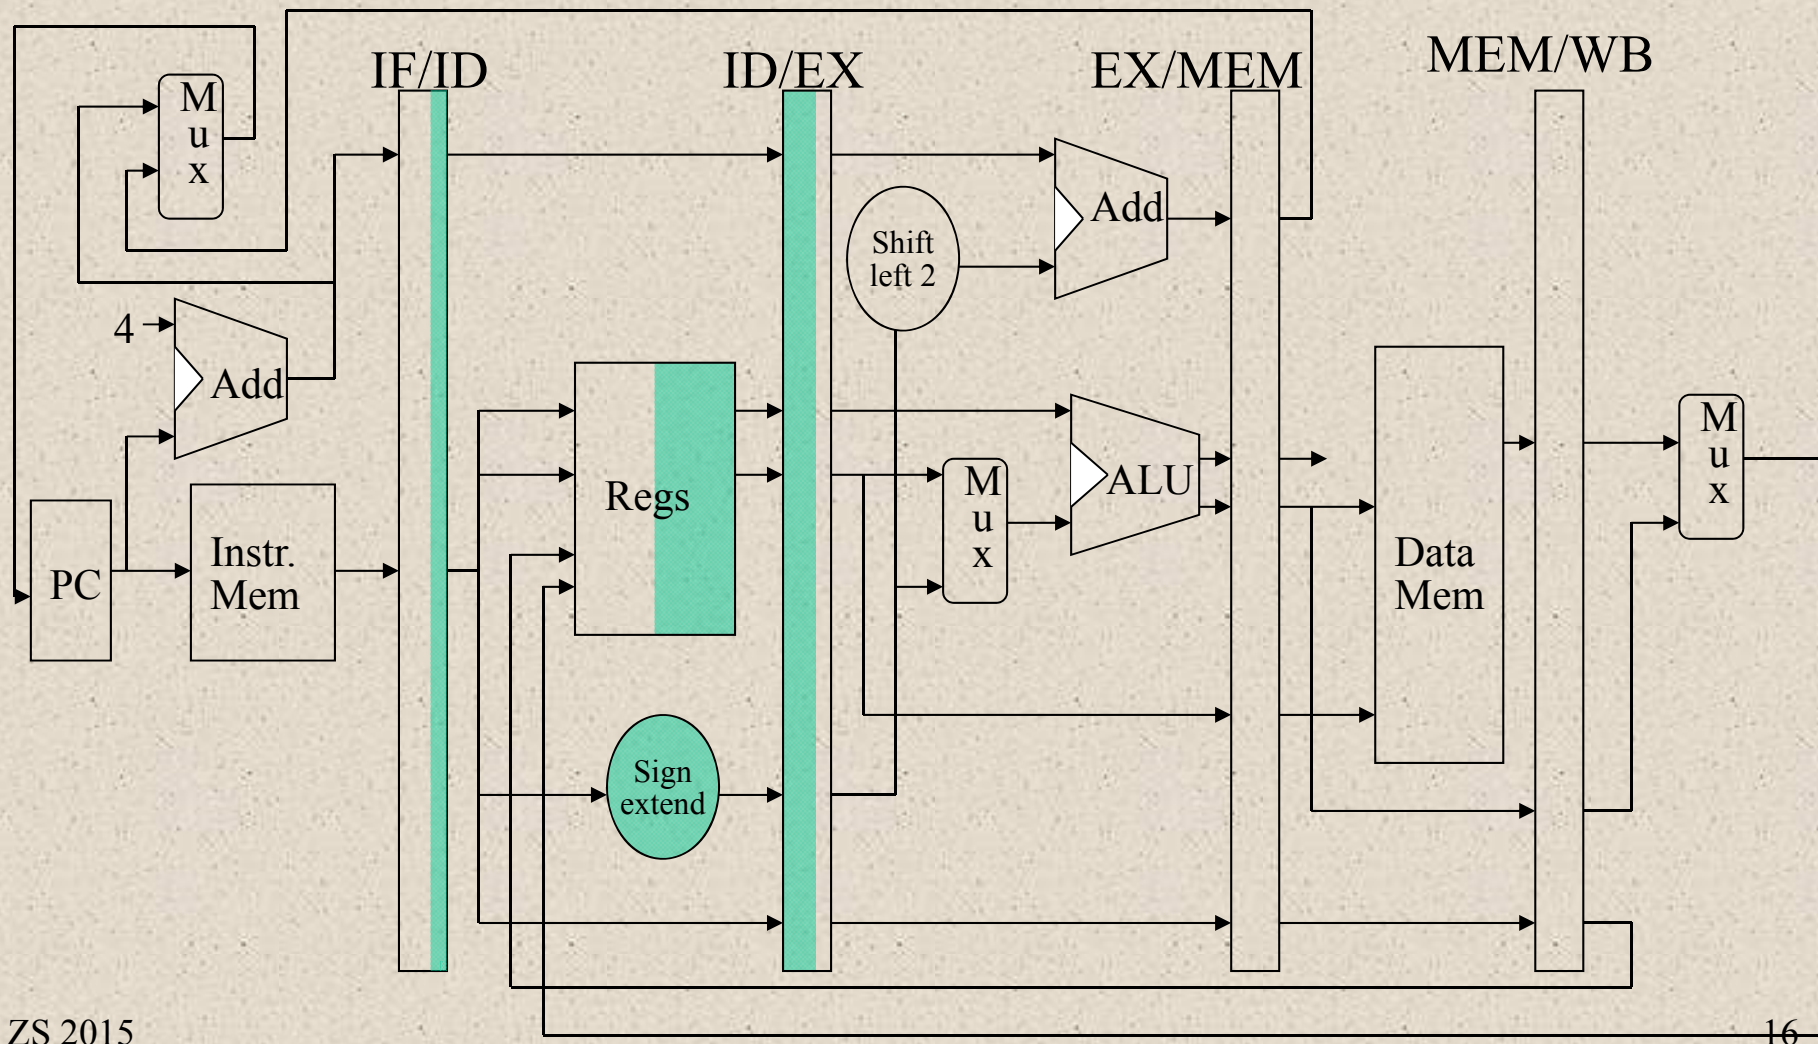 IF/ID
ID/EX
EX/MEM
MEM/WB
M
u
x
4
Add
PC
Instr.
Mem
Regs
Sign
extend
Shift
left 2
Add
M
u
x
ALU
Data
Mem
M
u
x
ZS 2015
16